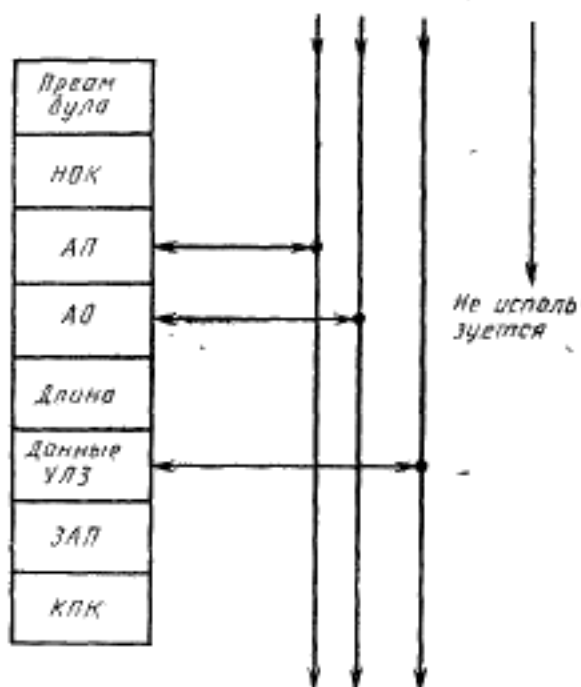 Преам
була
НОК
АП
АО
Длина
Данные
УЛЗ
ЗАП
КПК
Не исполь
зуется